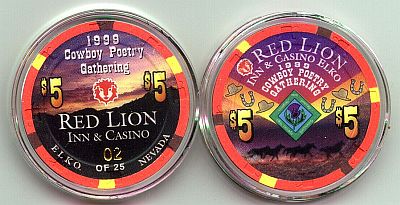 1999
Cowboy Poetry
Gathering
$5 $5
RED LION
INN & CASINO
02
OF 25
ELKO NEVADA
RED LION
INN & CASINO ELKO
1999
COWBOY POETRY
GATHERING
$5 $5